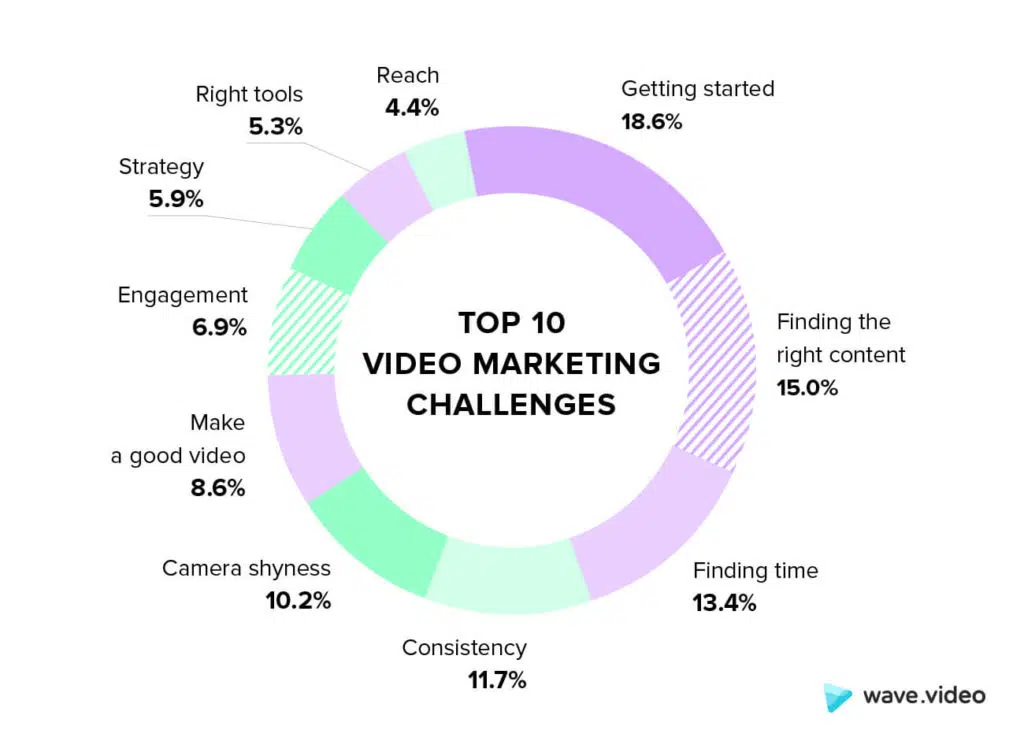 Reach
4.4%
Getting started
18.6%
Right tools
5.3%
Strategy
5.9%
Engagement
6.9%
TOP 10
VIDEO MARKETING
CHALLENGES
Finding the
right content
15.0%
Make
a good video
8.6%
Camera shyness
10.2%
Finding time
13.4%
Consistency
11.7%
wave.video